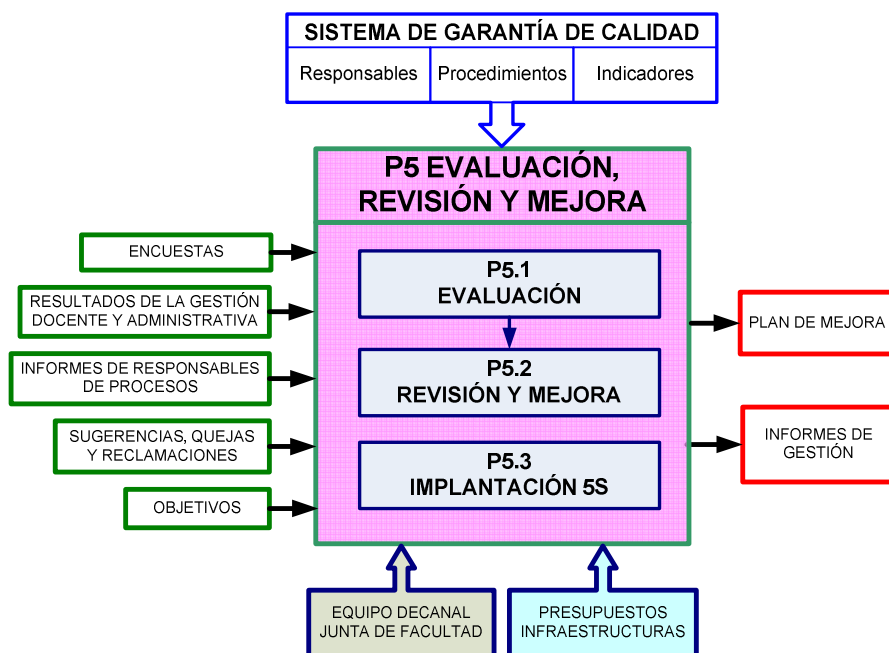 SISTEMA DE GARANTÍA DE CALIDAD
Responsables
Procedimientos
Indicadores
P5 EVALUACIÓN,
REVISIÓN Y MEJORA
ENCUESTAS
RESULTADOS DE LA GESTIÓN
DOCENTE Y ADMINISTRATIVA
INFORMES DE RESPONSABLES
DE PROCESOS
SUGERENCIAS, QUEJAS
Y RECLAMACIONES
OBJETIVOS
P5.1
EVALUACIÓN
P5.2
REVISIÓN Y MEJORA
P5.3
IMPLANTACIÓN 5S
PLAN DE MEJORA
INFORMES DE
GESTIÓN
EQUIPO DECANAL
JUNTA DE FACULTAD
PRESUPUESTOS
INFRAESTRUCTURAS